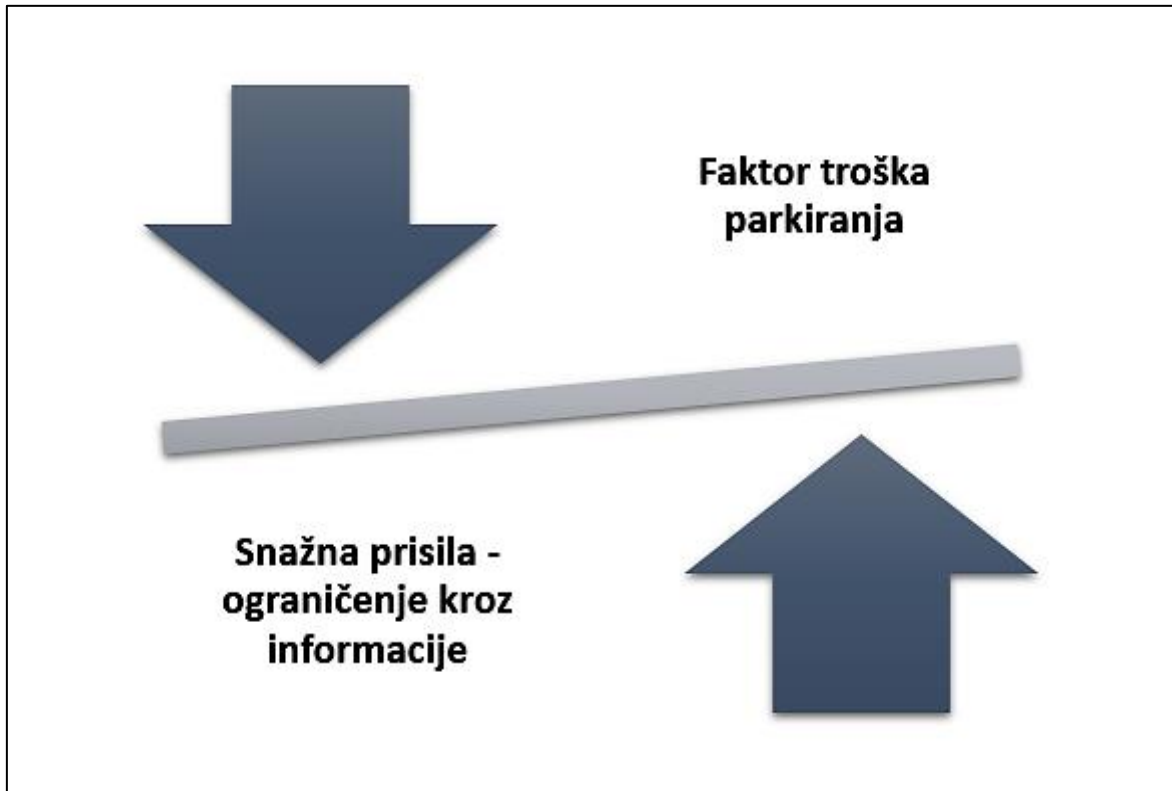 Faktor troška
parkiranja
Snažna prisila -
ograničenje kroz
informacije